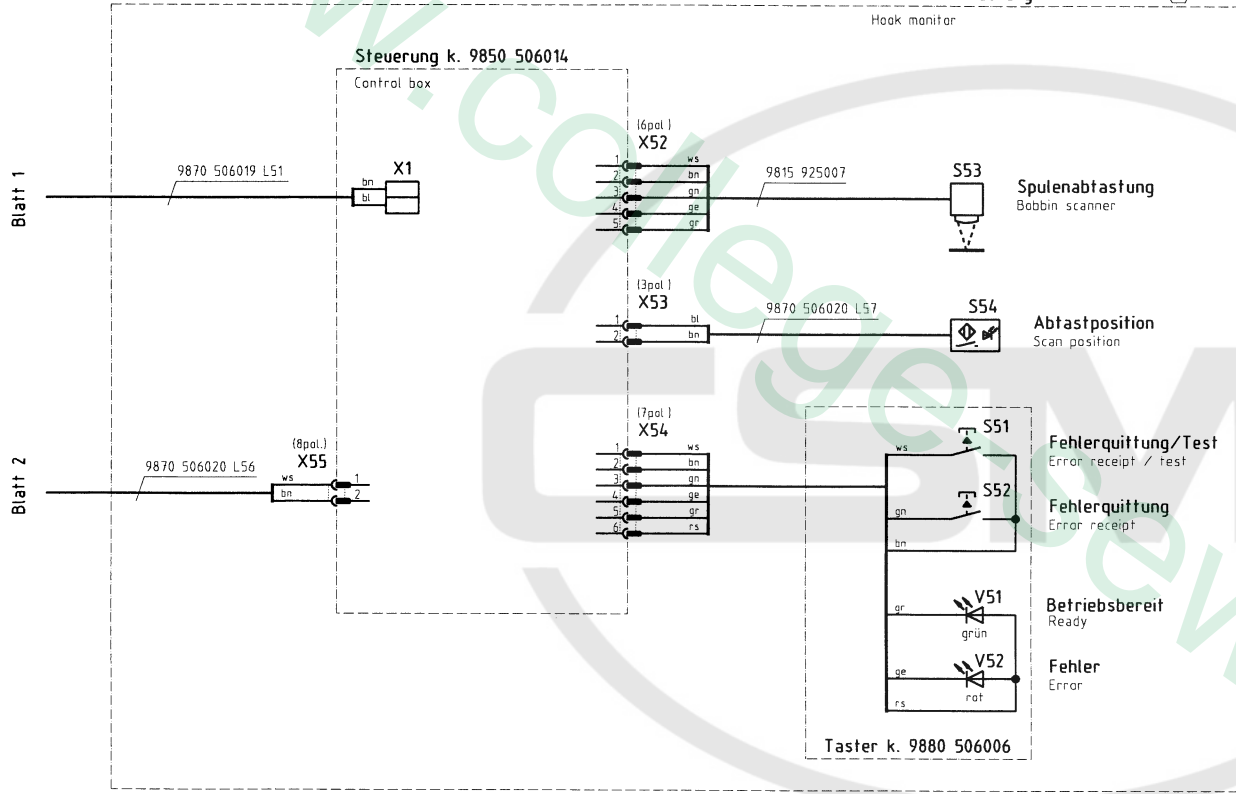 Hook monitor
Steuerung k. 9850 506014
Control box
Blatt 1
9870 506019 L51
bn
bl
X1
(6pol.)
X52
1 ws
2 bn
3 gn
4 ge
5 gr
9815 925007
S53
Spulenabtastung
Bobbin scanner
(3pol.)
X53
1 bl
2 bn
9870 506020 L57
S54
Abtastposition
Scan position
Blatt 2
9870 506020 L56
(8pol.)
X55
ws 1
bn 2
(7pol.)
X54
1 ws
2 bn
3 gn
4 ge
5 gr
6 rs
ws
S51
Fehlerquittung/Test
Error receipt / test
gn
S52
Fehlerquittung
Error receipt
bn
gr
V51
grün
Betriebsbereit
Ready
ge
V52
rot
Fehler
Error
rs
Taster k. 9880 506006
w.college-sew
CSM